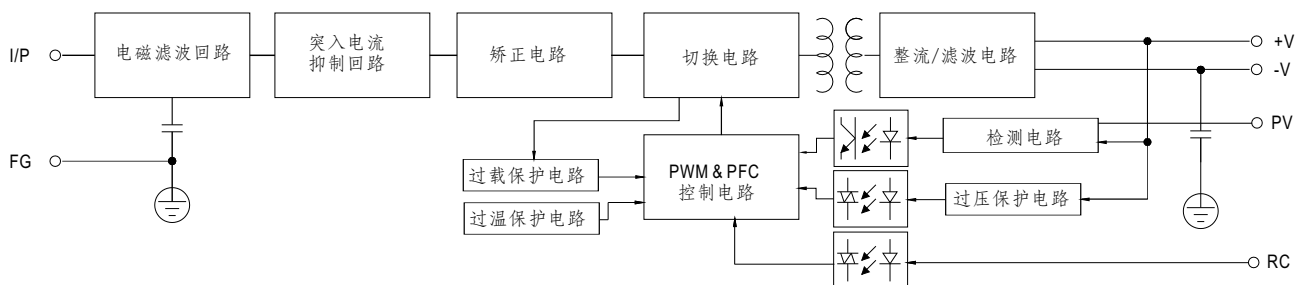 I/P
电磁滤波回路
突入电流
抑制回路
矫正电路
切换电路
整流/滤波电路
+V
-V
PV
检测电路
FG
过载保护电路
PWM & PFC
控制电路
过压保护电路
过温保护电路
RC